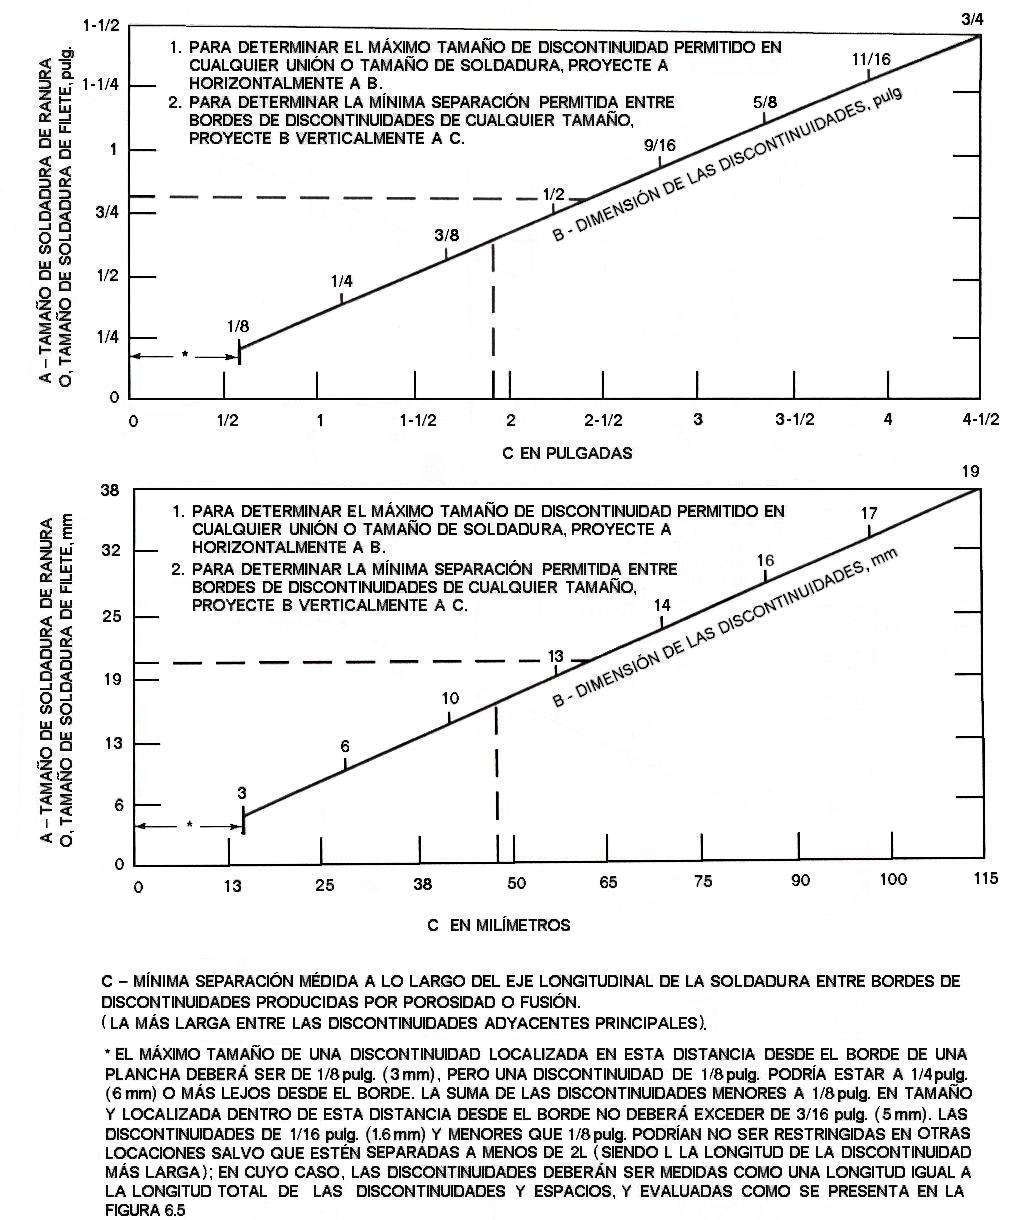 1-1/2
1-1/4
1
3/4
1/2
1/4
0
A – TAMAÑO DE SOLDADURA DE RANURA
O, TAMAÑO DE SOLDADURA DE FILETE, pulg.
1. PARA DETERMINAR EL MÁXIMO TAMAÑO DE DISCONTINUIDAD PERMITIDO EN
CUALQUIER UNIÓN O TAMAÑO DE SOLDADURA, PROYECTE A
HORIZONTALMENTE A B.
2. PARA DETERMINAR LA MÍNIMA SEPARACIÓN PERMITIDA ENTRE
BORDES DE DISCONTINUIDADES DE CUALQUIER TAMAÑO,
PROYECTE B VERTICALMENTE A C.
1/8
1/4
3/8
1/2
9/16
5/8
11/16
3/4
B - DIMENSIÓN DE LAS DISCONTINUIDADES, pulg
*
0
1/2
1
1-1/2
2
2-1/2
3
3-1/2
4
4-1/2
C EN PULGADAS
38
32
25
19
13
6
0
A – TAMAÑO DE SOLDADURA DE RANURA
O, TAMAÑO DE SOLDADURA DE FILETE, mm
1. PARA DETERMINAR EL MÁXIMO TAMAÑO DE DISCONTINUIDAD PERMITIDO EN
CUALQUIER UNIÓN O TAMAÑO DE SOLDADURA, PROYECTE A
HORIZONTALMENTE A B.
2. PARA DETERMINAR LA MÍNIMA SEPARACIÓN PERMITIDA ENTRE
BORDES DE DISCONTINUIDADES DE CUALQUIER TAMAÑO,
PROYECTE B VERTICALMENTE A C.
3
6
10
13
14
16
17
19
B - DIMENSIÓN DE LAS DISCONTINUIDADES, mm
*
0
13
25
38
50
65
75
90
100
115
C EN MILÍMETROS
C – MÍNIMA SEPARACIÓN MÉDIDA A LO LARGO DEL EJE LONGITUDINAL DE LA SOLDADURA ENTRE BORDES DE
DISCONTINUIDADES PRODUCIDAS POR POROSIDAD O FUSIÓN.
(LA MÁS LARGA ENTRE LAS DISCONTINUIDADES ADYACENTES PRINCIPALES).
* EL MÁXIMO TAMAÑO DE UNA DISCONTINUIDAD LOCALIZADA EN ESTA DISTANCIA DESDE EL BORDE DE UNA
PLANCHA DEBERÁ SER DE 1/8 pulg. (3 mm), PERO UNA DISCONTINUIDAD DE 1/8 pulg. PODRÍA ESTAR A 1/4 pulg.
(6 mm) O MÁS LEJOS DESDE EL BORDE. LA SUMA DE LAS DISCONTINUIDADES MENORES A 1/8 pulg. EN TAMAÑO
Y LOCALIZADA DENTRO DE ESTA DISTANCIA DESDE EL BORDE NO DEBERÁ EXCEDER DE 3/16 pulg. (5 mm). LAS
DISCONTINUIDADES DE 1/16 pulg. (1.6 mm) Y MENORES QUE 1/8 pulg. PODRÍAN NO SER RESTRINGIDAS EN OTRAS
LOCACIONES SALVO QUE ESTÉN SEPARADAS A MENOS DE 2L (SIENDO L LA LONGITUD DE LA DISCONTINUIDAD
MÁS LARGA); EN CUYO CASO, LAS DISCONTINUIDADES DEBERÁN SER MEDIDAS COMO UNA LONGITUD IGUAL A
LA LONGITUD TOTAL DE LAS DISCONTINUIDADES Y ESPACIOS, Y EVALUADAS COMO SE PRESENTA EN LA
FIGURA 6.5